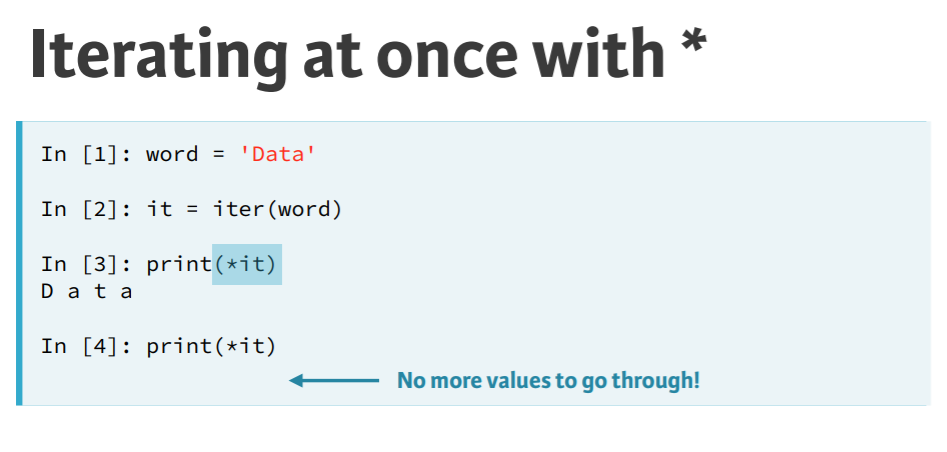 Iterating at once with *
In [1]: word = 'Data'
In [2]: it = iter(word)
In [3]: print(*it)
D a t a
In [4]: print(*it)
No more values to go through!